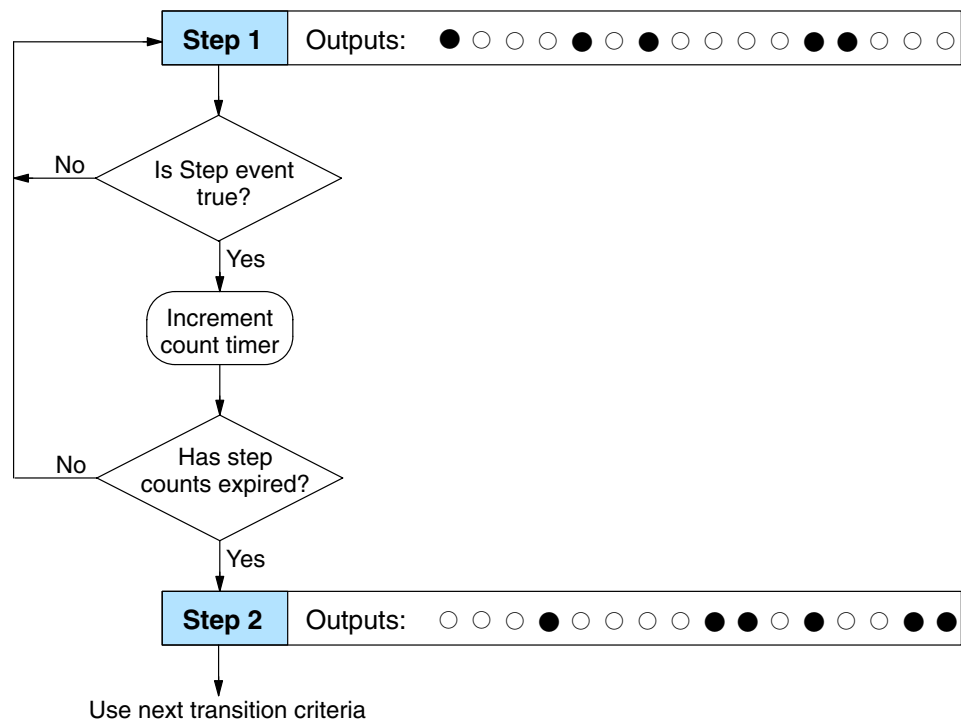 Step 1 Outputs:
No
Is Step event
true?
Yes
Increment
count timer
No
Has step
counts expired?
Yes
Step 2 Outputs:
Use next transition criteria